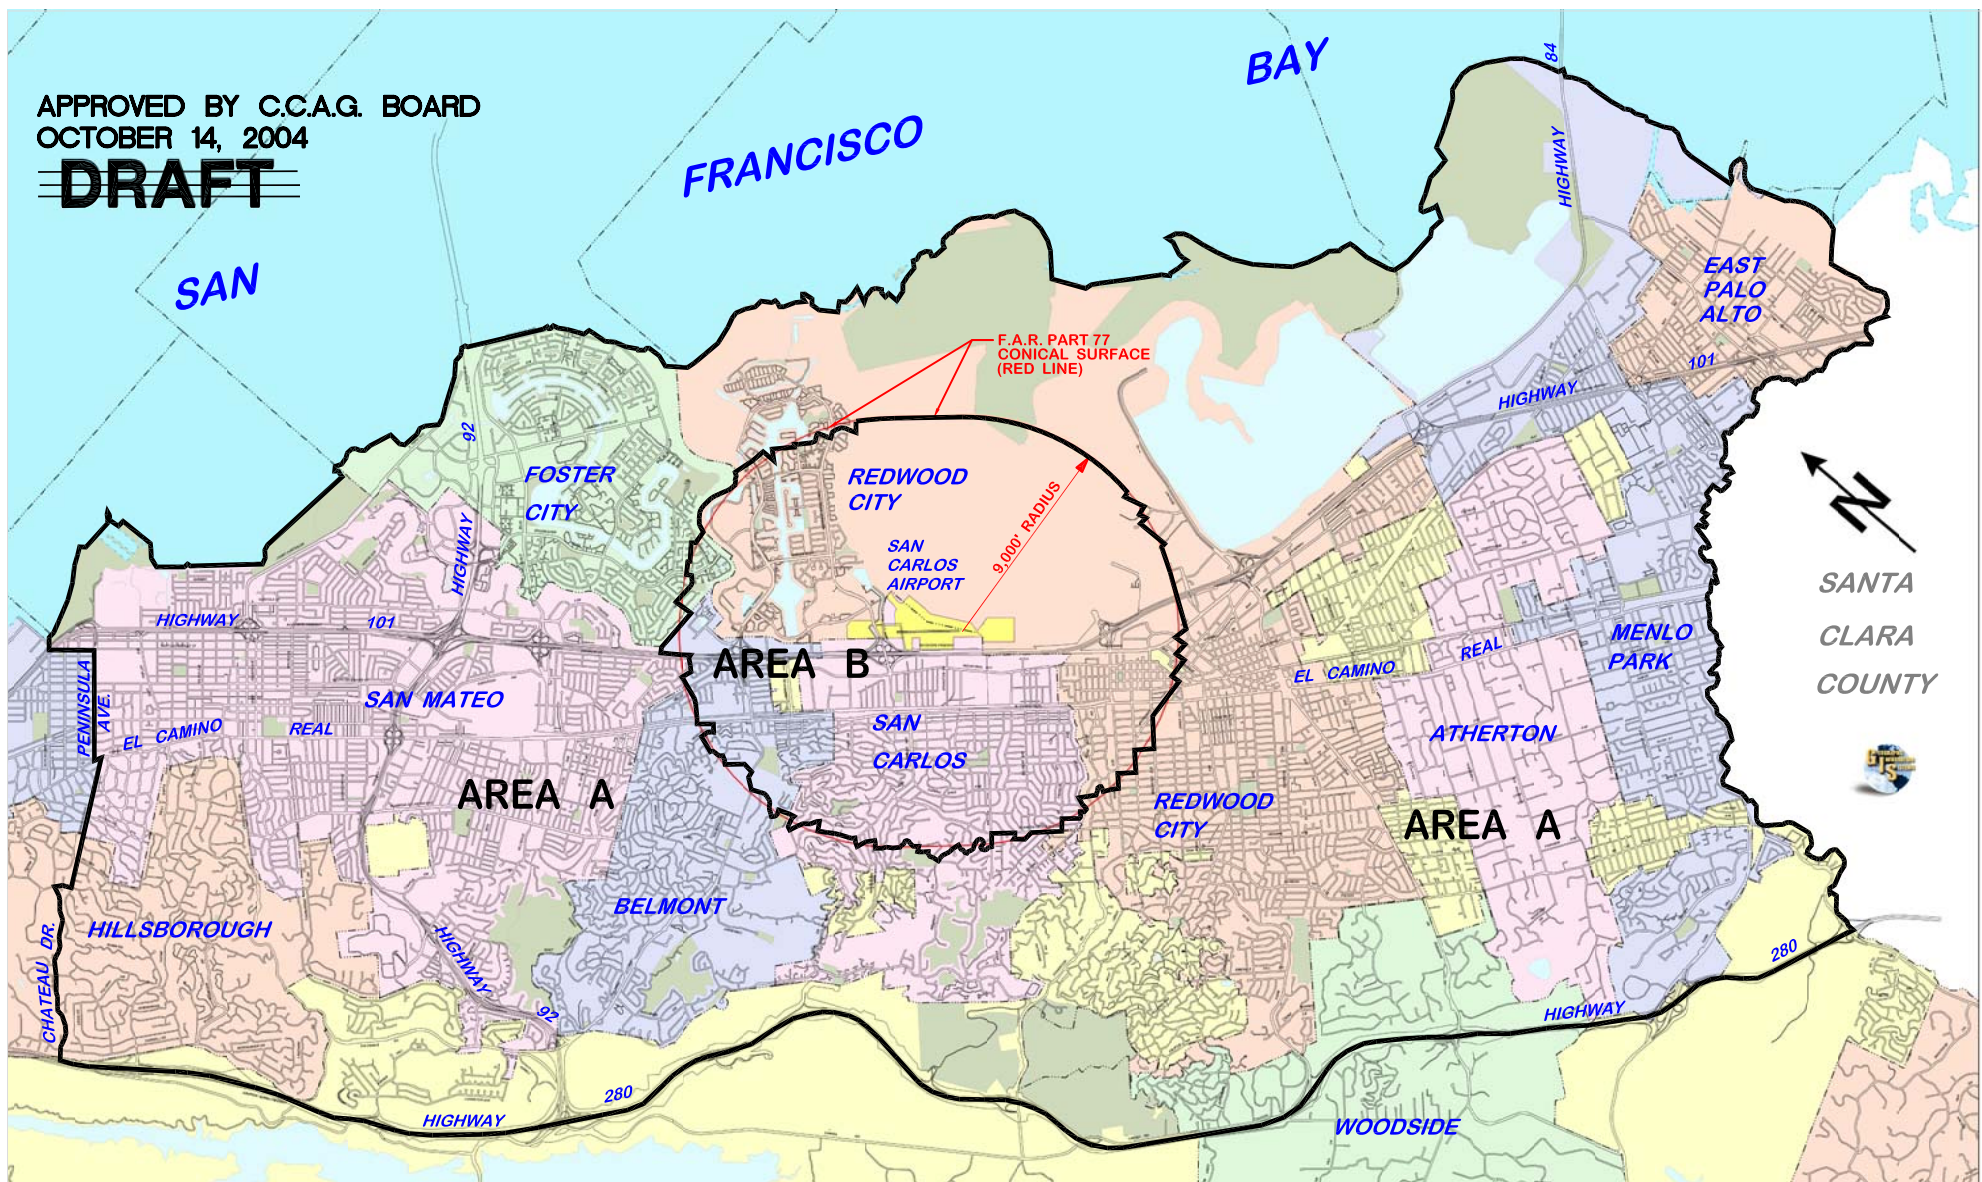 APPROVED BY C.C.A.G. BOARD
OCTOBER 14, 2004
DRAFT
SAN
FRANCISCO
BAY
84
HIGHWAY
EAST
PALO
ALTO
101
HIGHWAY
F.A.R. PART 77
CONICAL SURFACE
(RED LINE)
92
HIGHWAY
FOSTER
CITY
REDWOOD
CITY
9,000' RADIUS
SAN
CARLOS
AIRPORT
N
SANTA
CLARA
COUNTY
GIS
HIGHWAY
101
PENINSULA
AVE.
SAN MATEO
EL CAMINO
REAL
AREA B
SAN
CARLOS
EL CAMINO
REAL
MENLO
PARK
ATHERTON
AREA A
REDWOOD
CITY
AREA A
BELMONT
HILLSBOROUGH
CHATEAU DR.
HIGHWAY
92
280
HIGHWAY
HIGHWAY
280
WOODSIDE